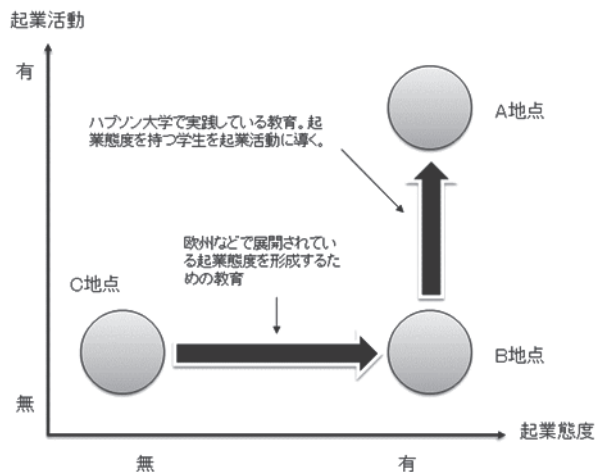 起業活動
有
A地点
ハブソン大学で実践している教育。起
業態度を持つ学生を起業活動に導く。
欧州などで展開されてい
る起業態度を形成するた
めの教育
C地点
B地点
無
起業態度
無
有